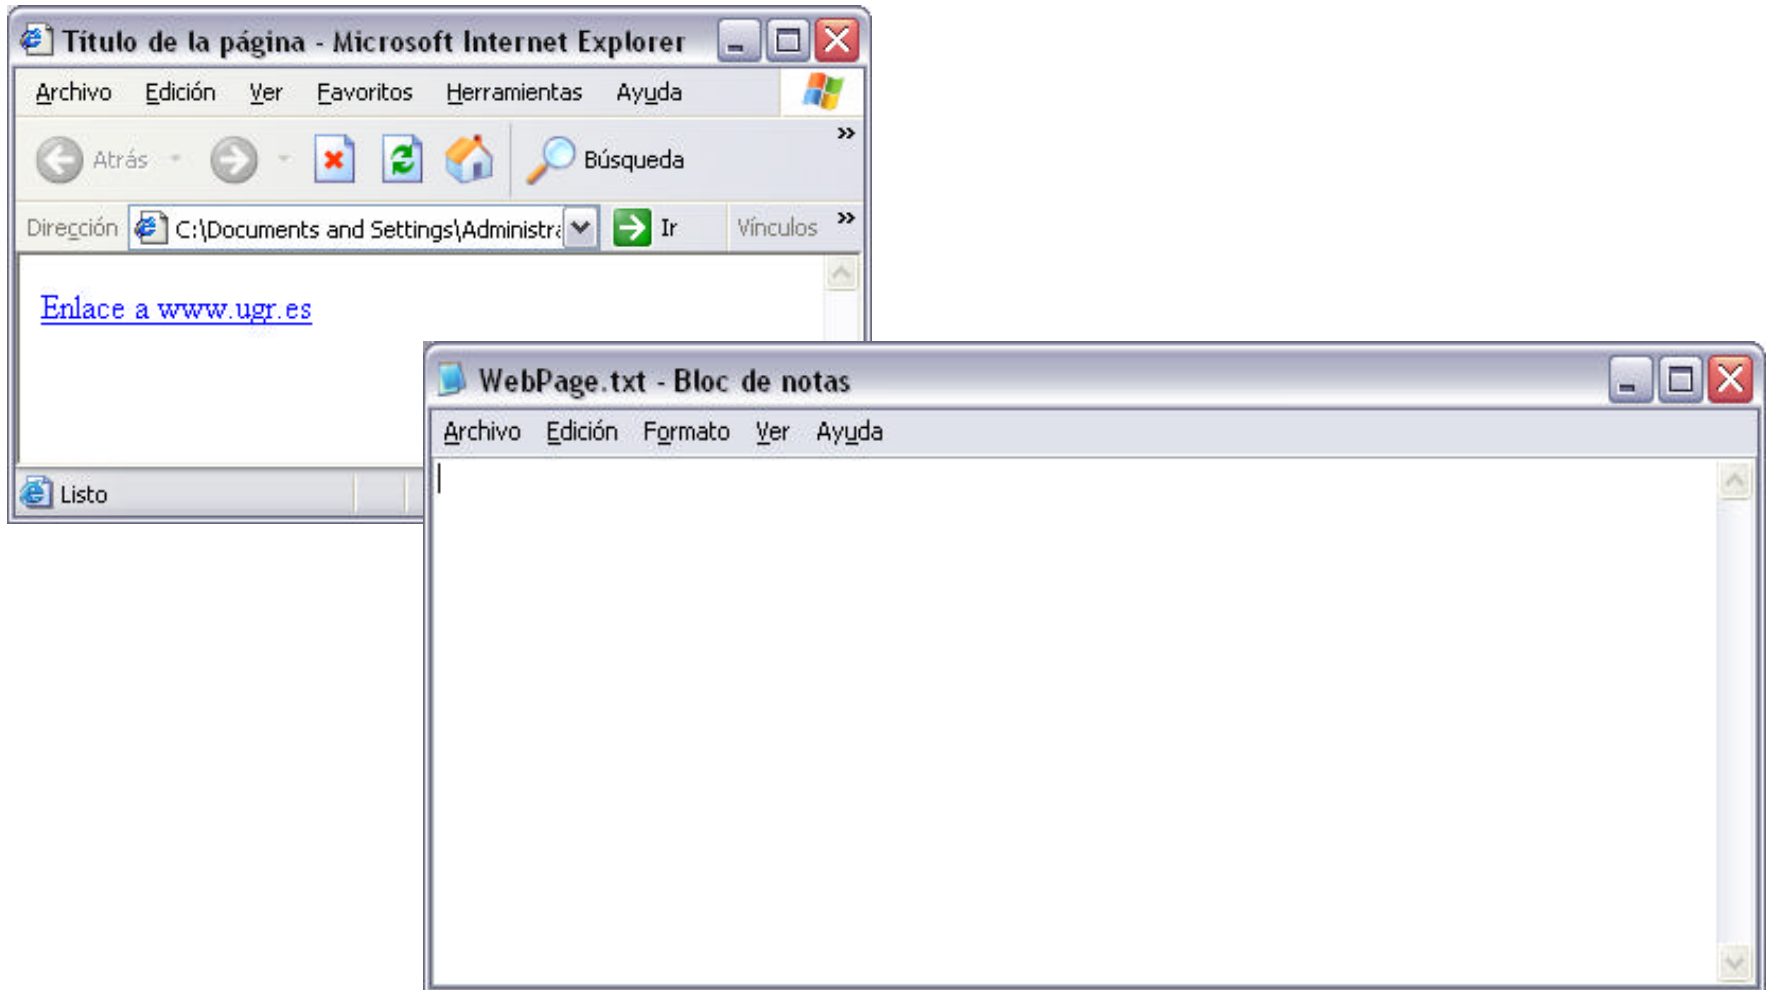 Título de la página - Microsoft Internet Explorer
Archivo Edición Ver Favoritos Herramientas Ayuda
Atrás Búsqueda »
Dirección C:\Documents and Settings\Administra Ir Vínculos »
Enlace a www.ugr.es
Listo
WebPage.txt - Bloc de notas
Archivo Edición Formato Ver Ayuda